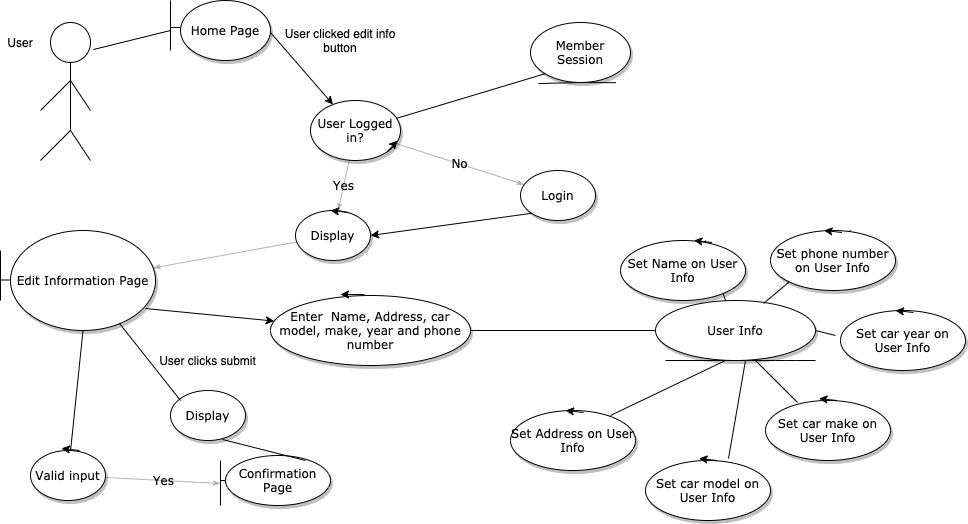 User
Home Page
User clicked edit info
button
Member
Session
User Logged
in?
No
Yes
Login
Display
Edit Information Page
Enter Name, Address, car
model, make, year and phone
number
User Info
Set Name on User
Info
Set phone number
on User Info
Set car year on
User Info
Set car make on
User Info
Set car model on
User Info
Set Address on User
Info
User clicks submit
Display
Valid input
Yes
Confirmation
Page